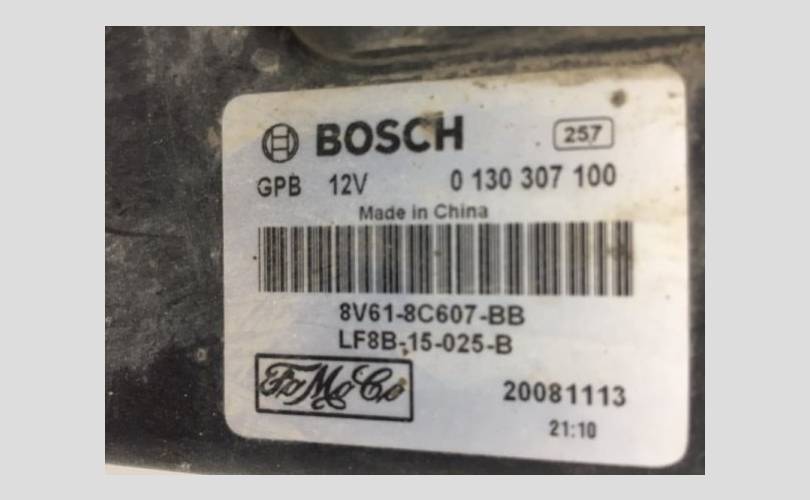 BOSCH 257
GPB 12V 0 130 307 100
Made in China
8V61-8C607-BB
LF8B-15-025-B
FoMoCo 20081113
21:10